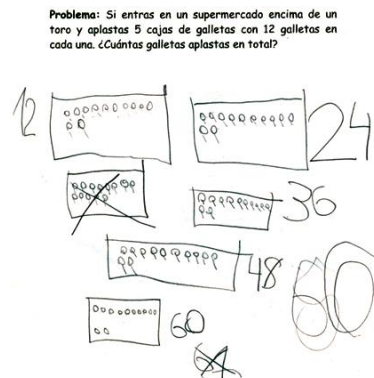 Problema: Si entras en un supermercado encima de un
toro y aplastas 5 cajas de galletas con 12 galletas en
cada una. ¿Cuántas galletas aplastas en total?
12
24
36
48
60
60